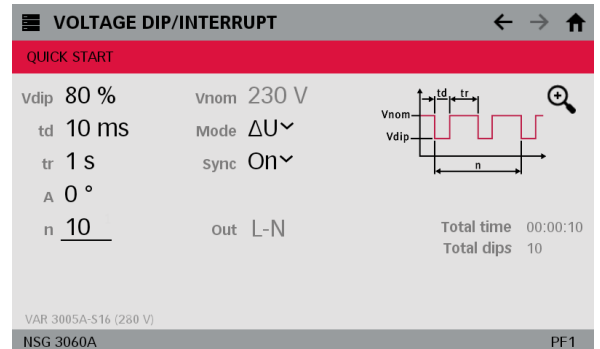 VOLTAGE DIP/INTERRUPT
QUICK START
Vdip 80 % Vnom 230 V
td 10 ms Mode ΔU
tr 1 s Sync On
A 0 °
n 10 Out L-N
td tr
Vnom
Vdip
n
Total time 00:00:10
Total dips 10
VAR 3005A-S16 (280 V)
NSG 3060A PF1